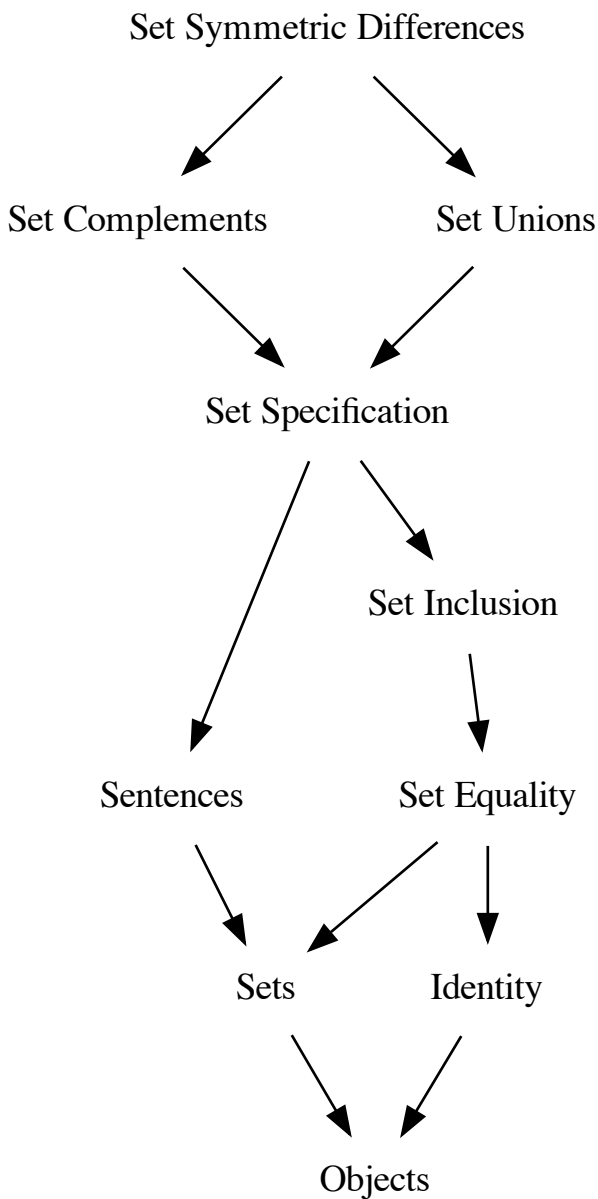 Set Symmetric Differences
Set Complements
Set Unions
Set Specification
Set Inclusion
Sentences
Set Equality
Sets
Identity
Objects